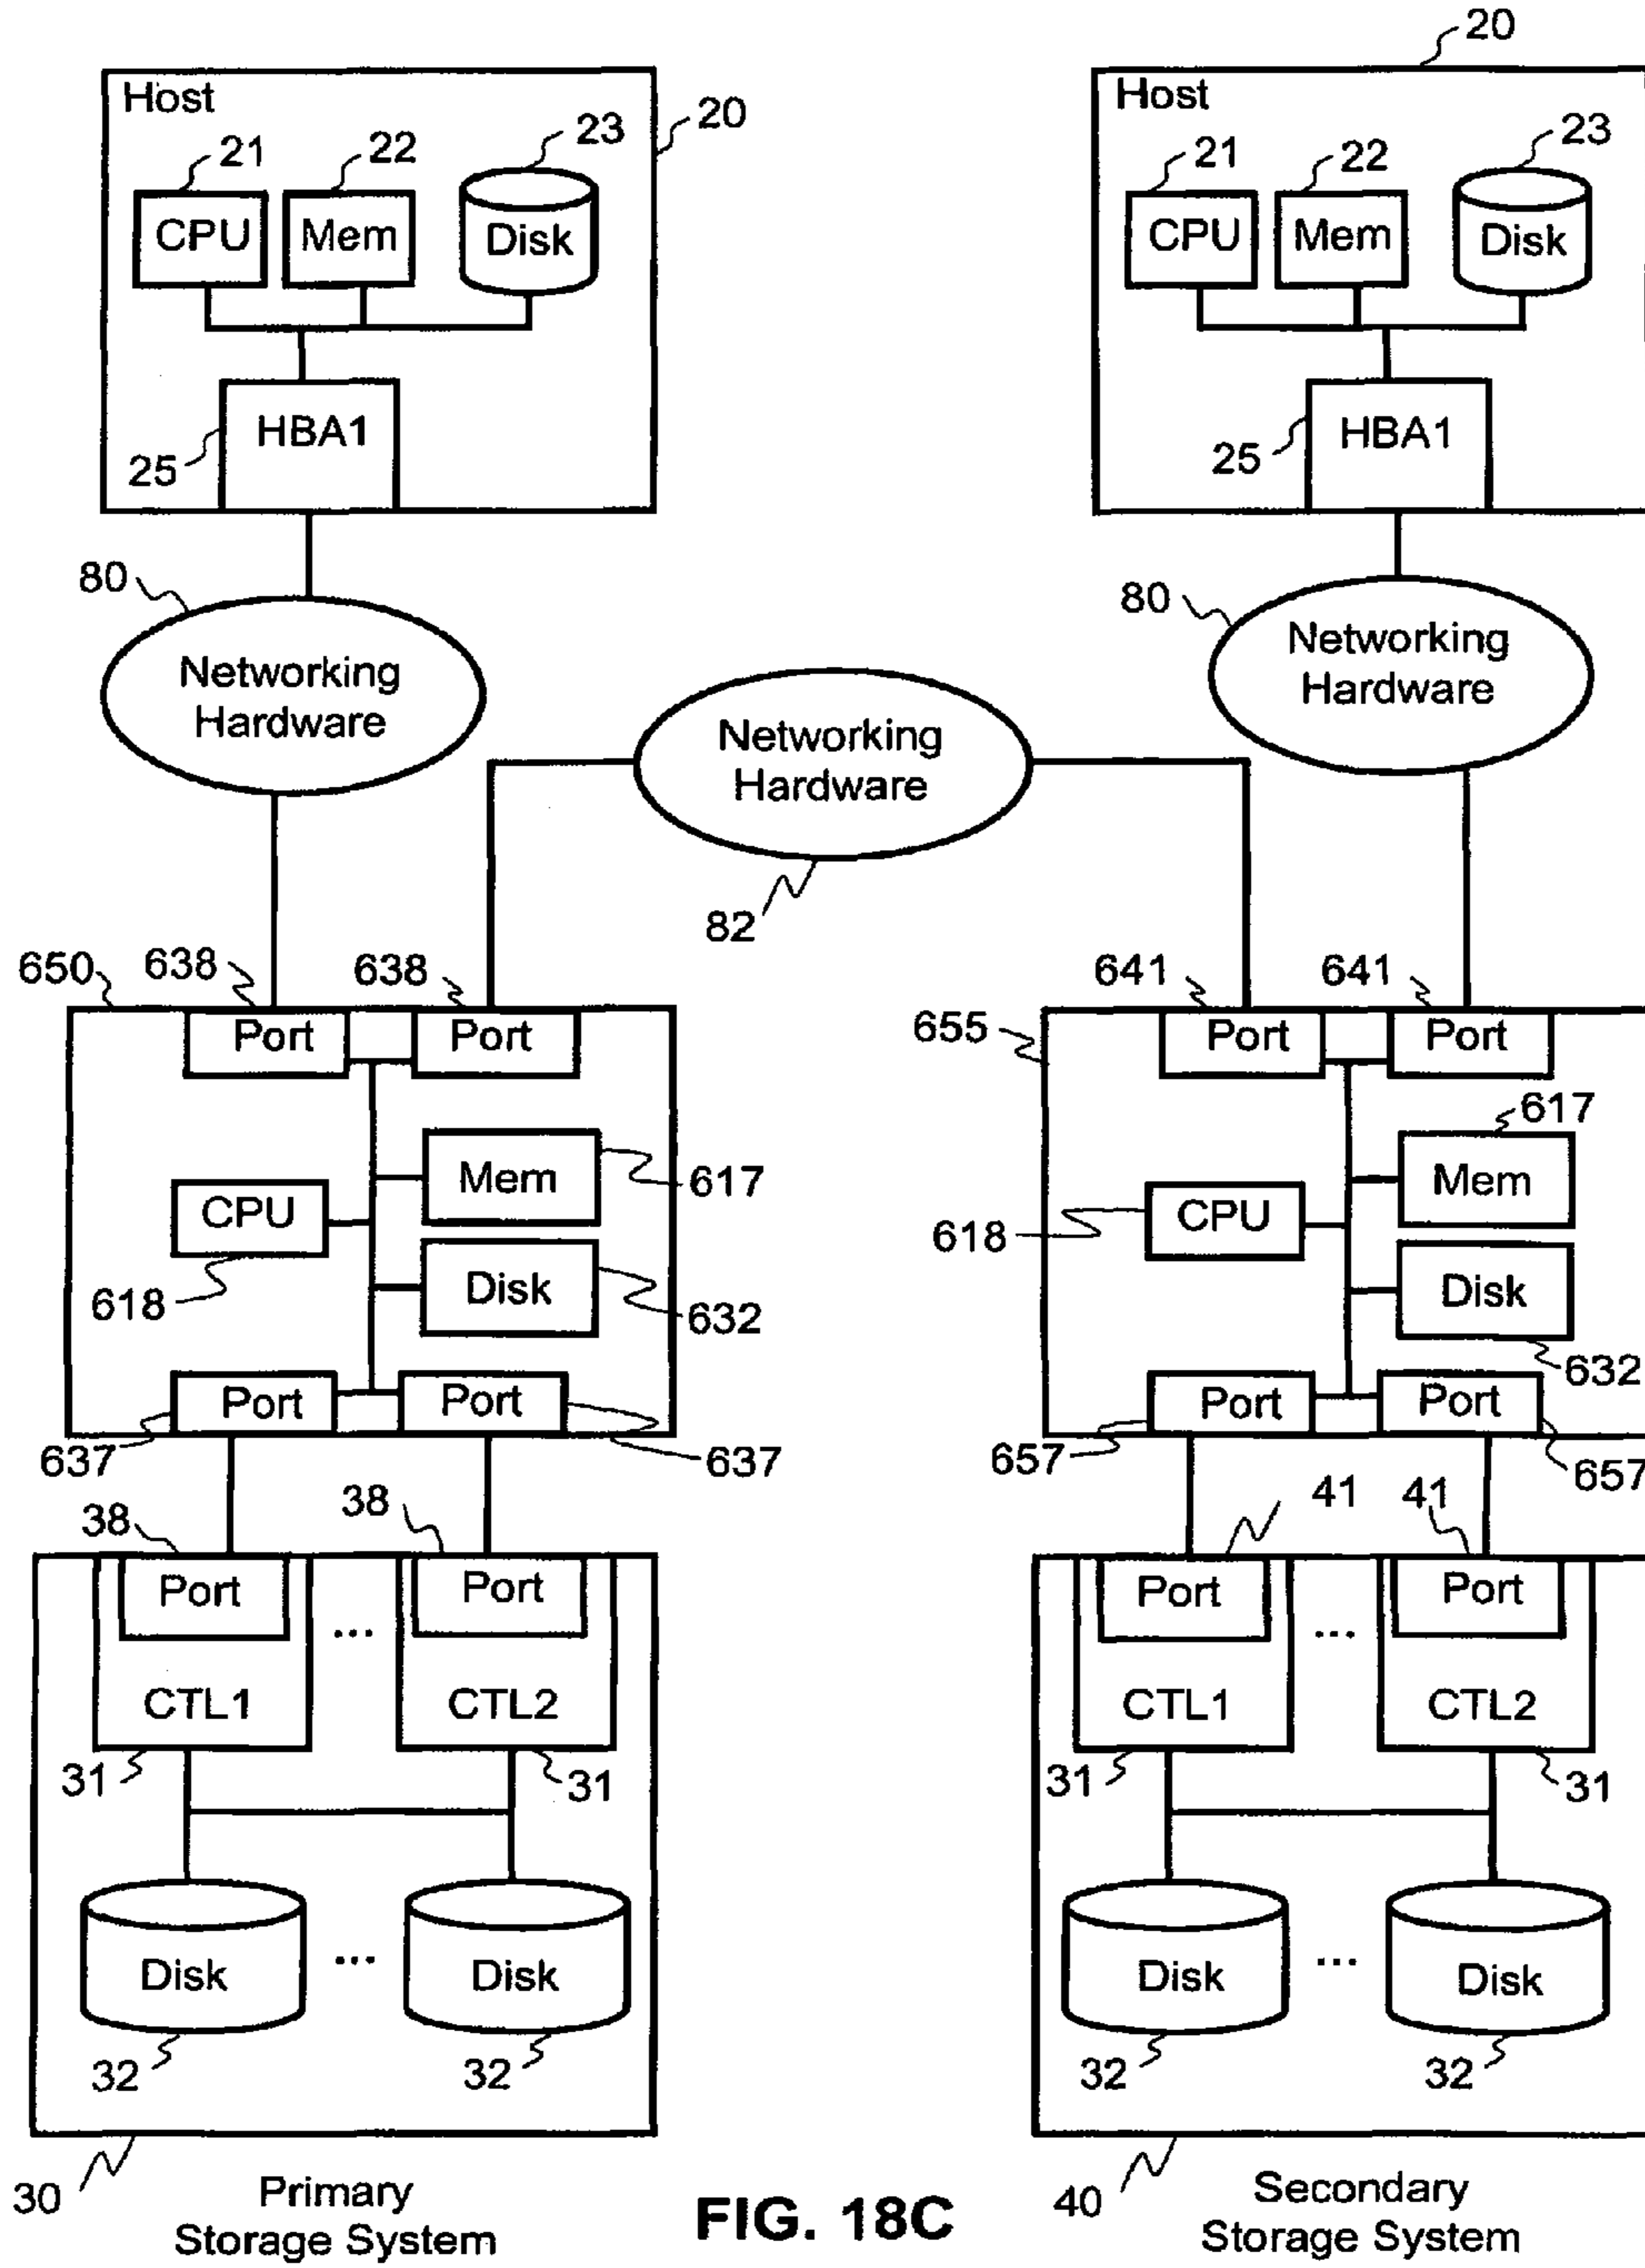 20
Host
20
Host
21
22
23
21
22
23
CPU
Mem
Disk
CPU
Mem
Disk
HBA1
25
HBA1
25
80
Networking
Hardware
80
Networking
Hardware
Networking
Hardware
82
650
638
638
641
641
655
Port
Port
Port
Port
617
Mem
617
Mem
CPU
618
CPU
618
Disk
632
Disk
632
Port
Port
Port
Port
637
637
657
657
38
38
41
41
Port
Port
Port
Port
...
...
CTL1
CTL2
CTL1
CTL2
31
31
31
31
Disk
...
Disk
Disk
...
Disk
32
32
32
32
30
Primary
Storage System
FIG. 18C
40
Secondary
Storage System